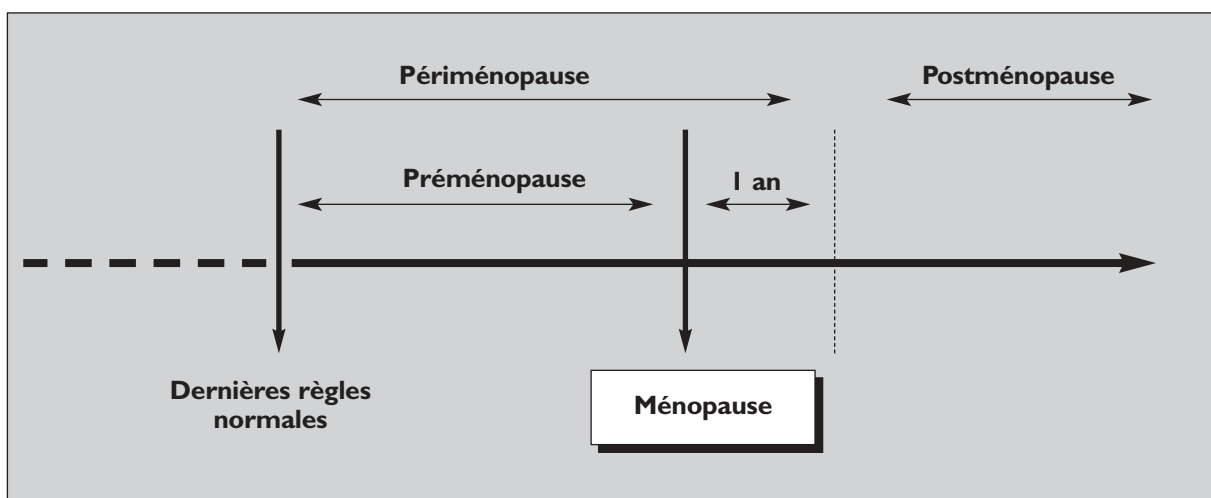 Périménopause
Postménopause
Préménopause
1 an
Dernières règles
normales
Ménopause